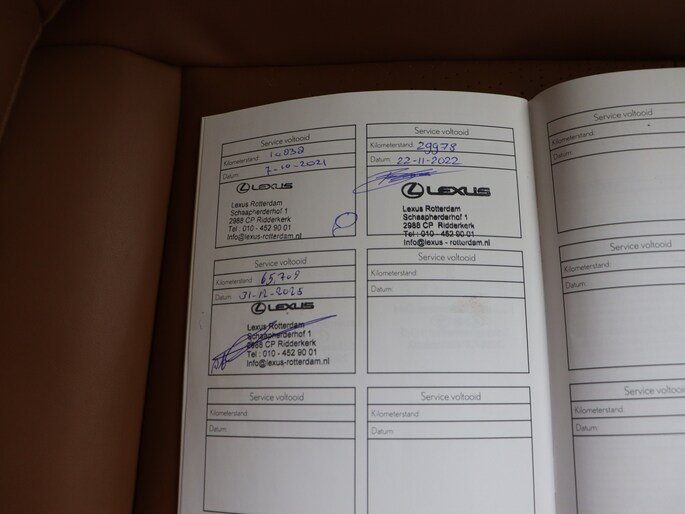 Service voltooid
Kilometerstand: 14032
Datum: 7-10-2021
LEXUS
Lexus Rotterdam
Schaapherderhof 1
2988 CP Ridderkerk
Tel : 010 - 452 90 01
Info@lexus-rotterdam.nl
Service voltooid
Kilometerstand: 29978
Datum: 22-11-2022
LEXUS
Lexus Rotterdam
Schaapherderhof 1
2988 CP Ridderkerk
Tel : 010 - 452 90 01
Info@lexus - rotterdam.nl
Service voltooid
Kilometerstand: 65.709
Datum: 31-12-2025
LEXUS
Lexus Rotterdam
Schaapherderhof 1
2988 CP Ridderkerk
Tel : 010 - 452 90 01
Info@lexus-rotterdam.nl
Service voltooid
Kilometerstand:
Datum:
Service voltooid
Kilometerstand:
Datum:
Service voltooid
Kilometerstand:
Datum:
Service voltooid
Kilometerstand:
Datum:
Service voltooid
Kilometerstand:
Datum:
Service voltooid
Kilometerstand:
Datum: